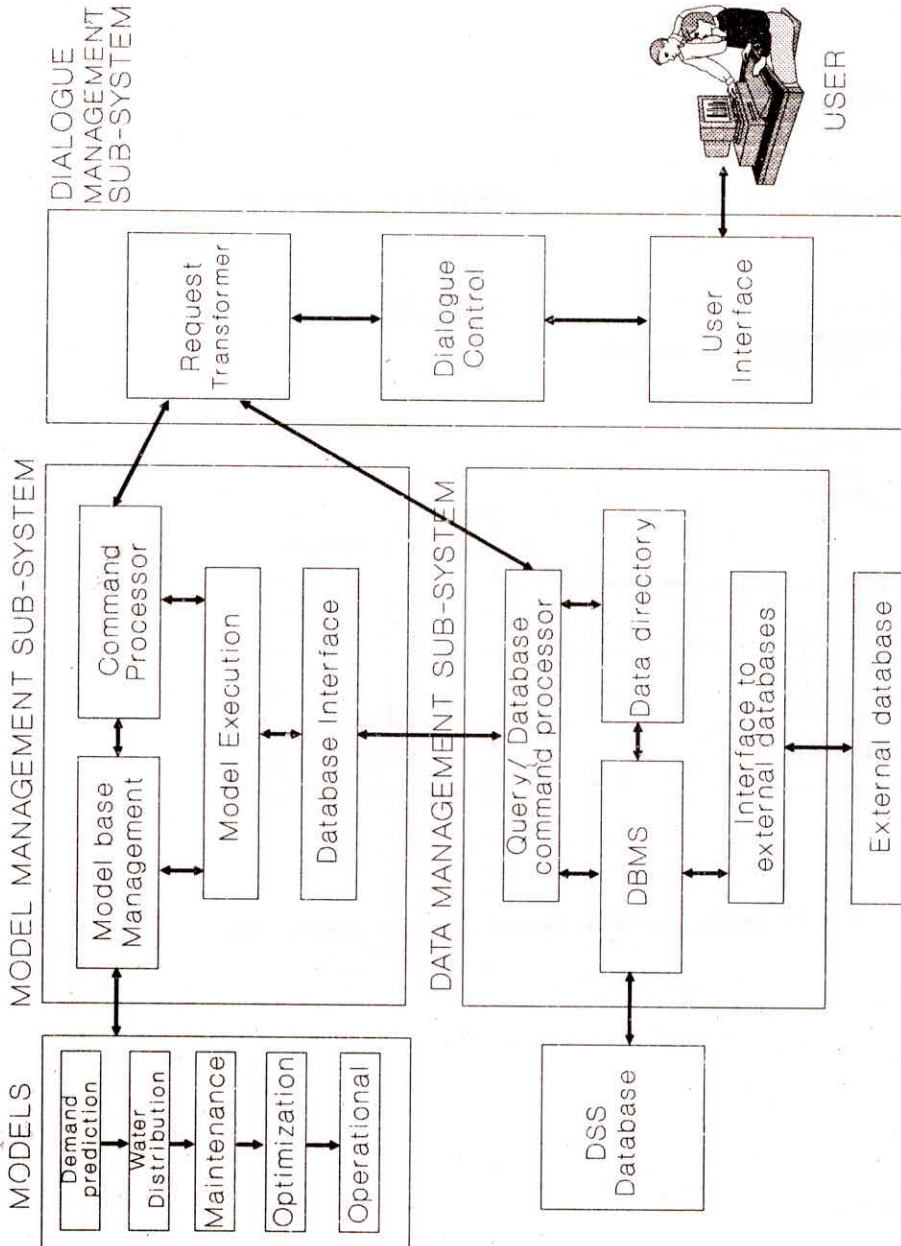 MODELS
Demand
prediction
Water
Distribution
Maintenance
Optimization
Operational
MODEL MANAGEMENT SUB-SYSTEM
Model base
Management
Command
Processor
Model Execution
Database Interface
DIALOGUE
MANAGEMENT
SUB-SYSTEM
Request
Transformer
Dialogue
Control
User
Interface
USER
DATA MANAGEMENT SUB-SYSTEM
Query/ Database
command processor
DBMS
Data directory
Interface to
external databases
DSS
Database
External database